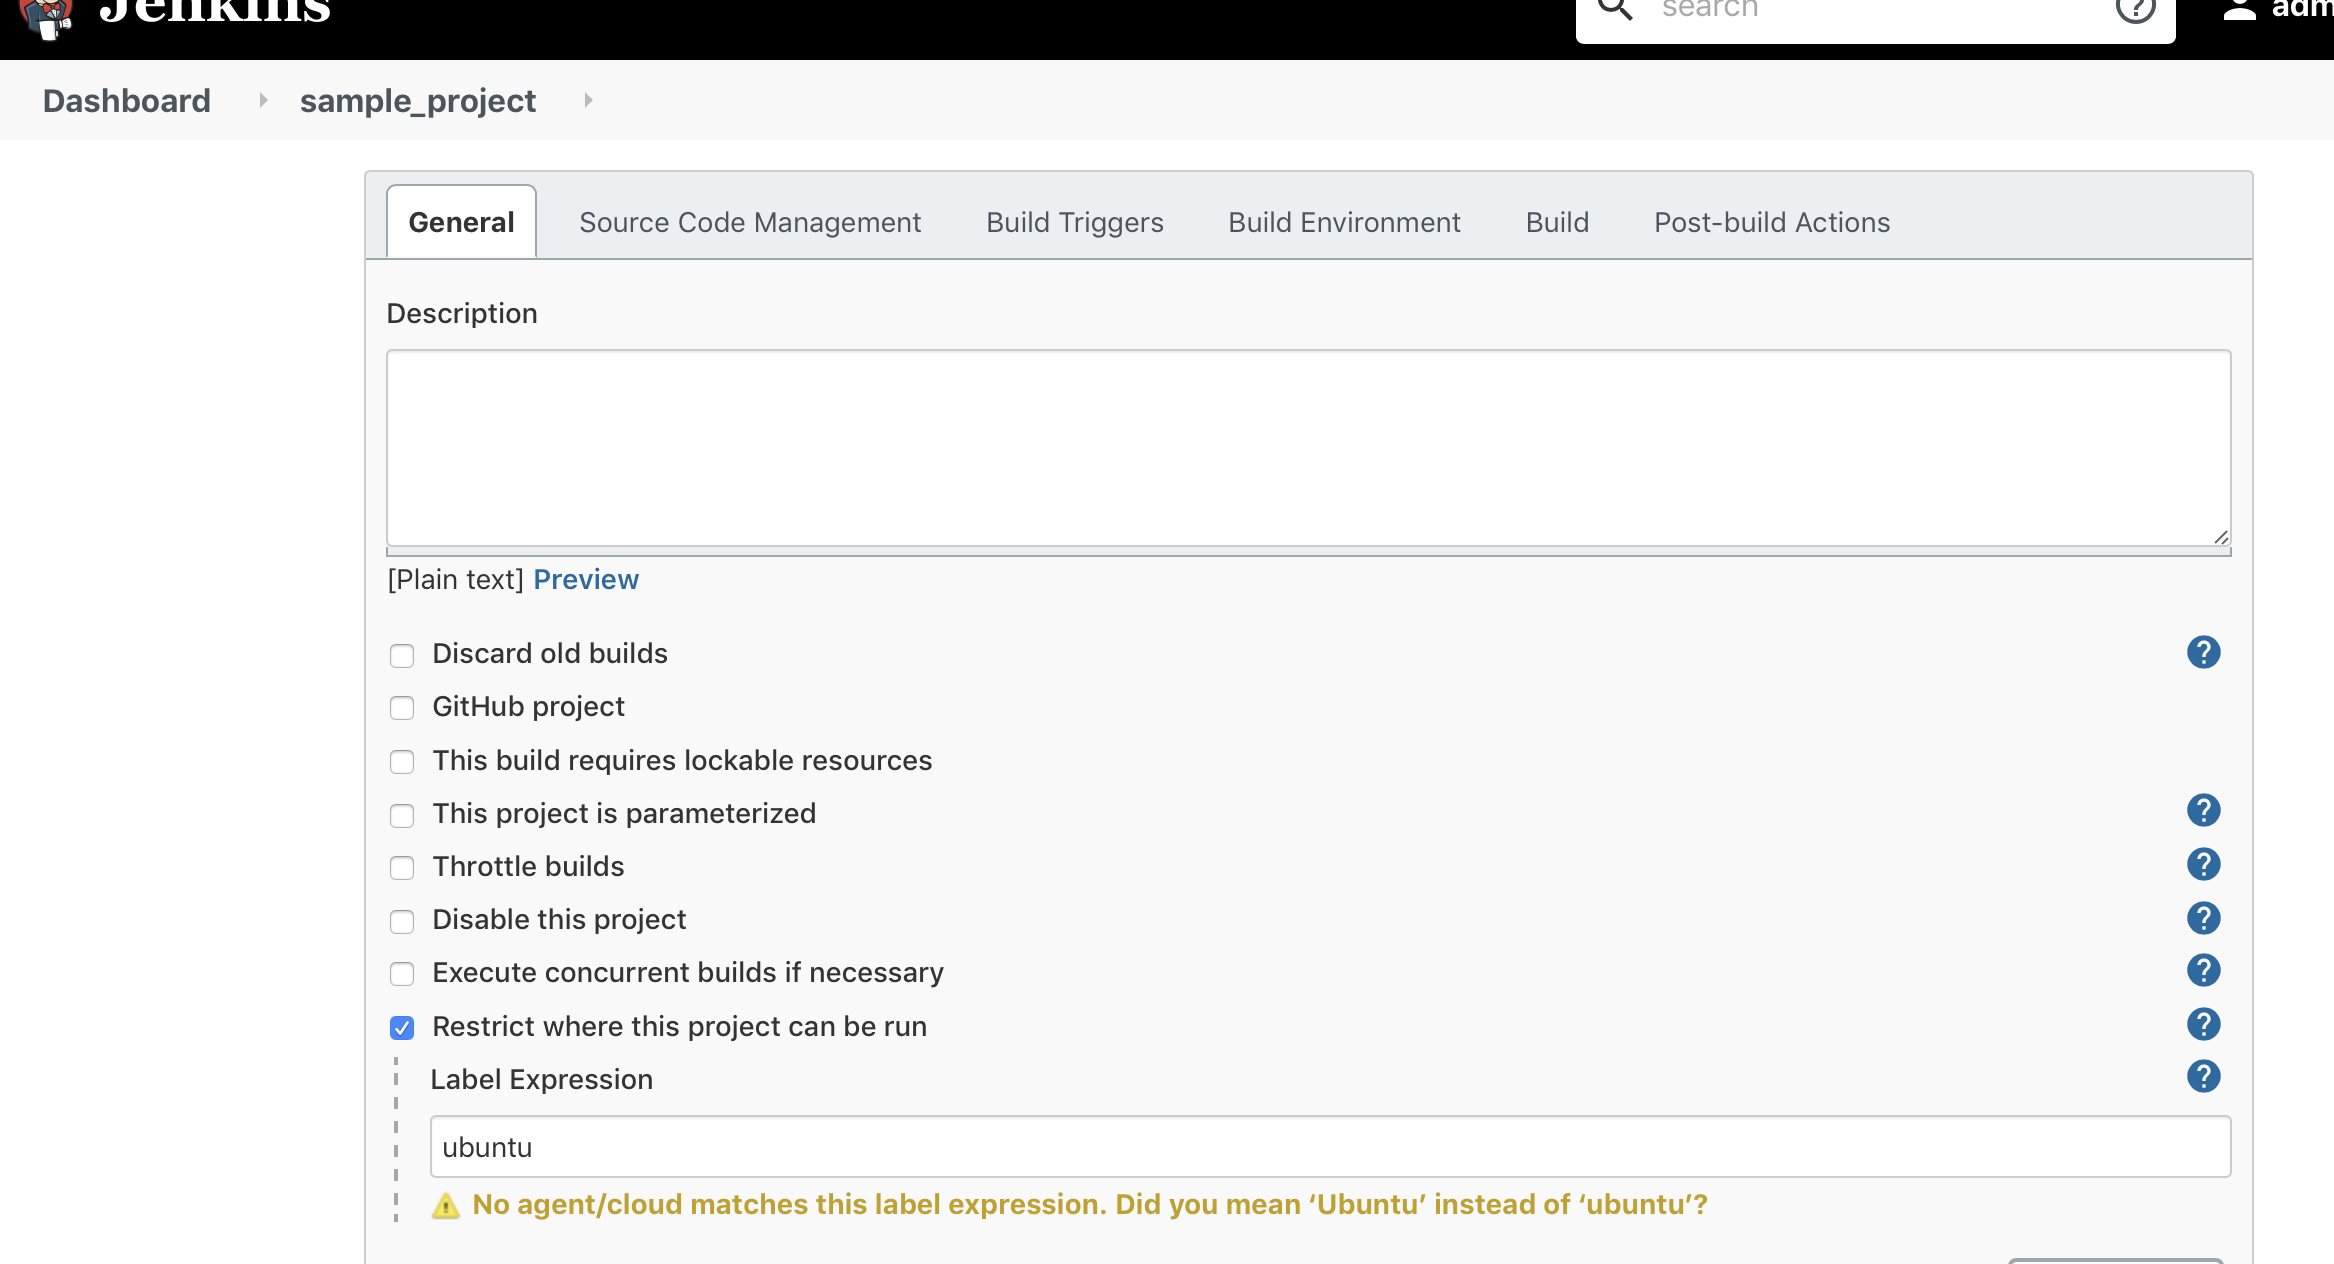 Jenkins
search
Dashboard
sample_project
General
Source Code Management
Build Triggers
Build Environment
Build
Post-build Actions
Description
[Plain text] Preview
Discard old builds
GitHub project
This build requires lockable resources
This project is parameterized
Throttle builds
Disable this project
Execute concurrent builds if necessary
Restrict where this project can be run
Label Expression
ubuntu
No agent/cloud matches this label expression. Did you mean ‘Ubuntu’ instead of ‘ubuntu’?